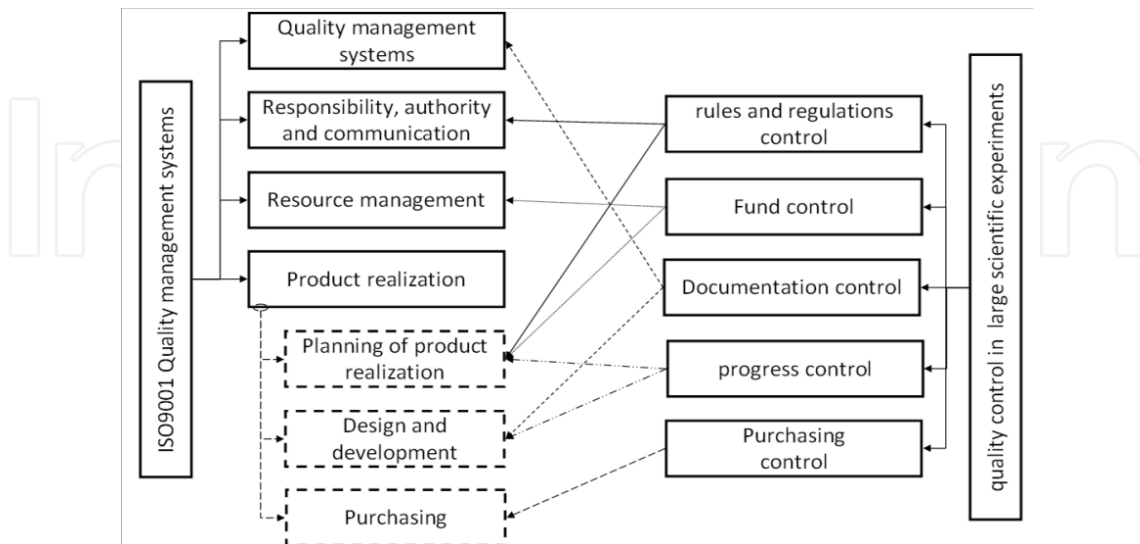 ISO9001 Quality management systems
Quality management
systems
Responsibility, authority
and communication
Resource management
Product realization
Planning of product
realization
Design and
development
Purchasing
rules and regulations
control
Fund control
Documentation control
progress control
Purchasing
control
quality control in large scientific experiments